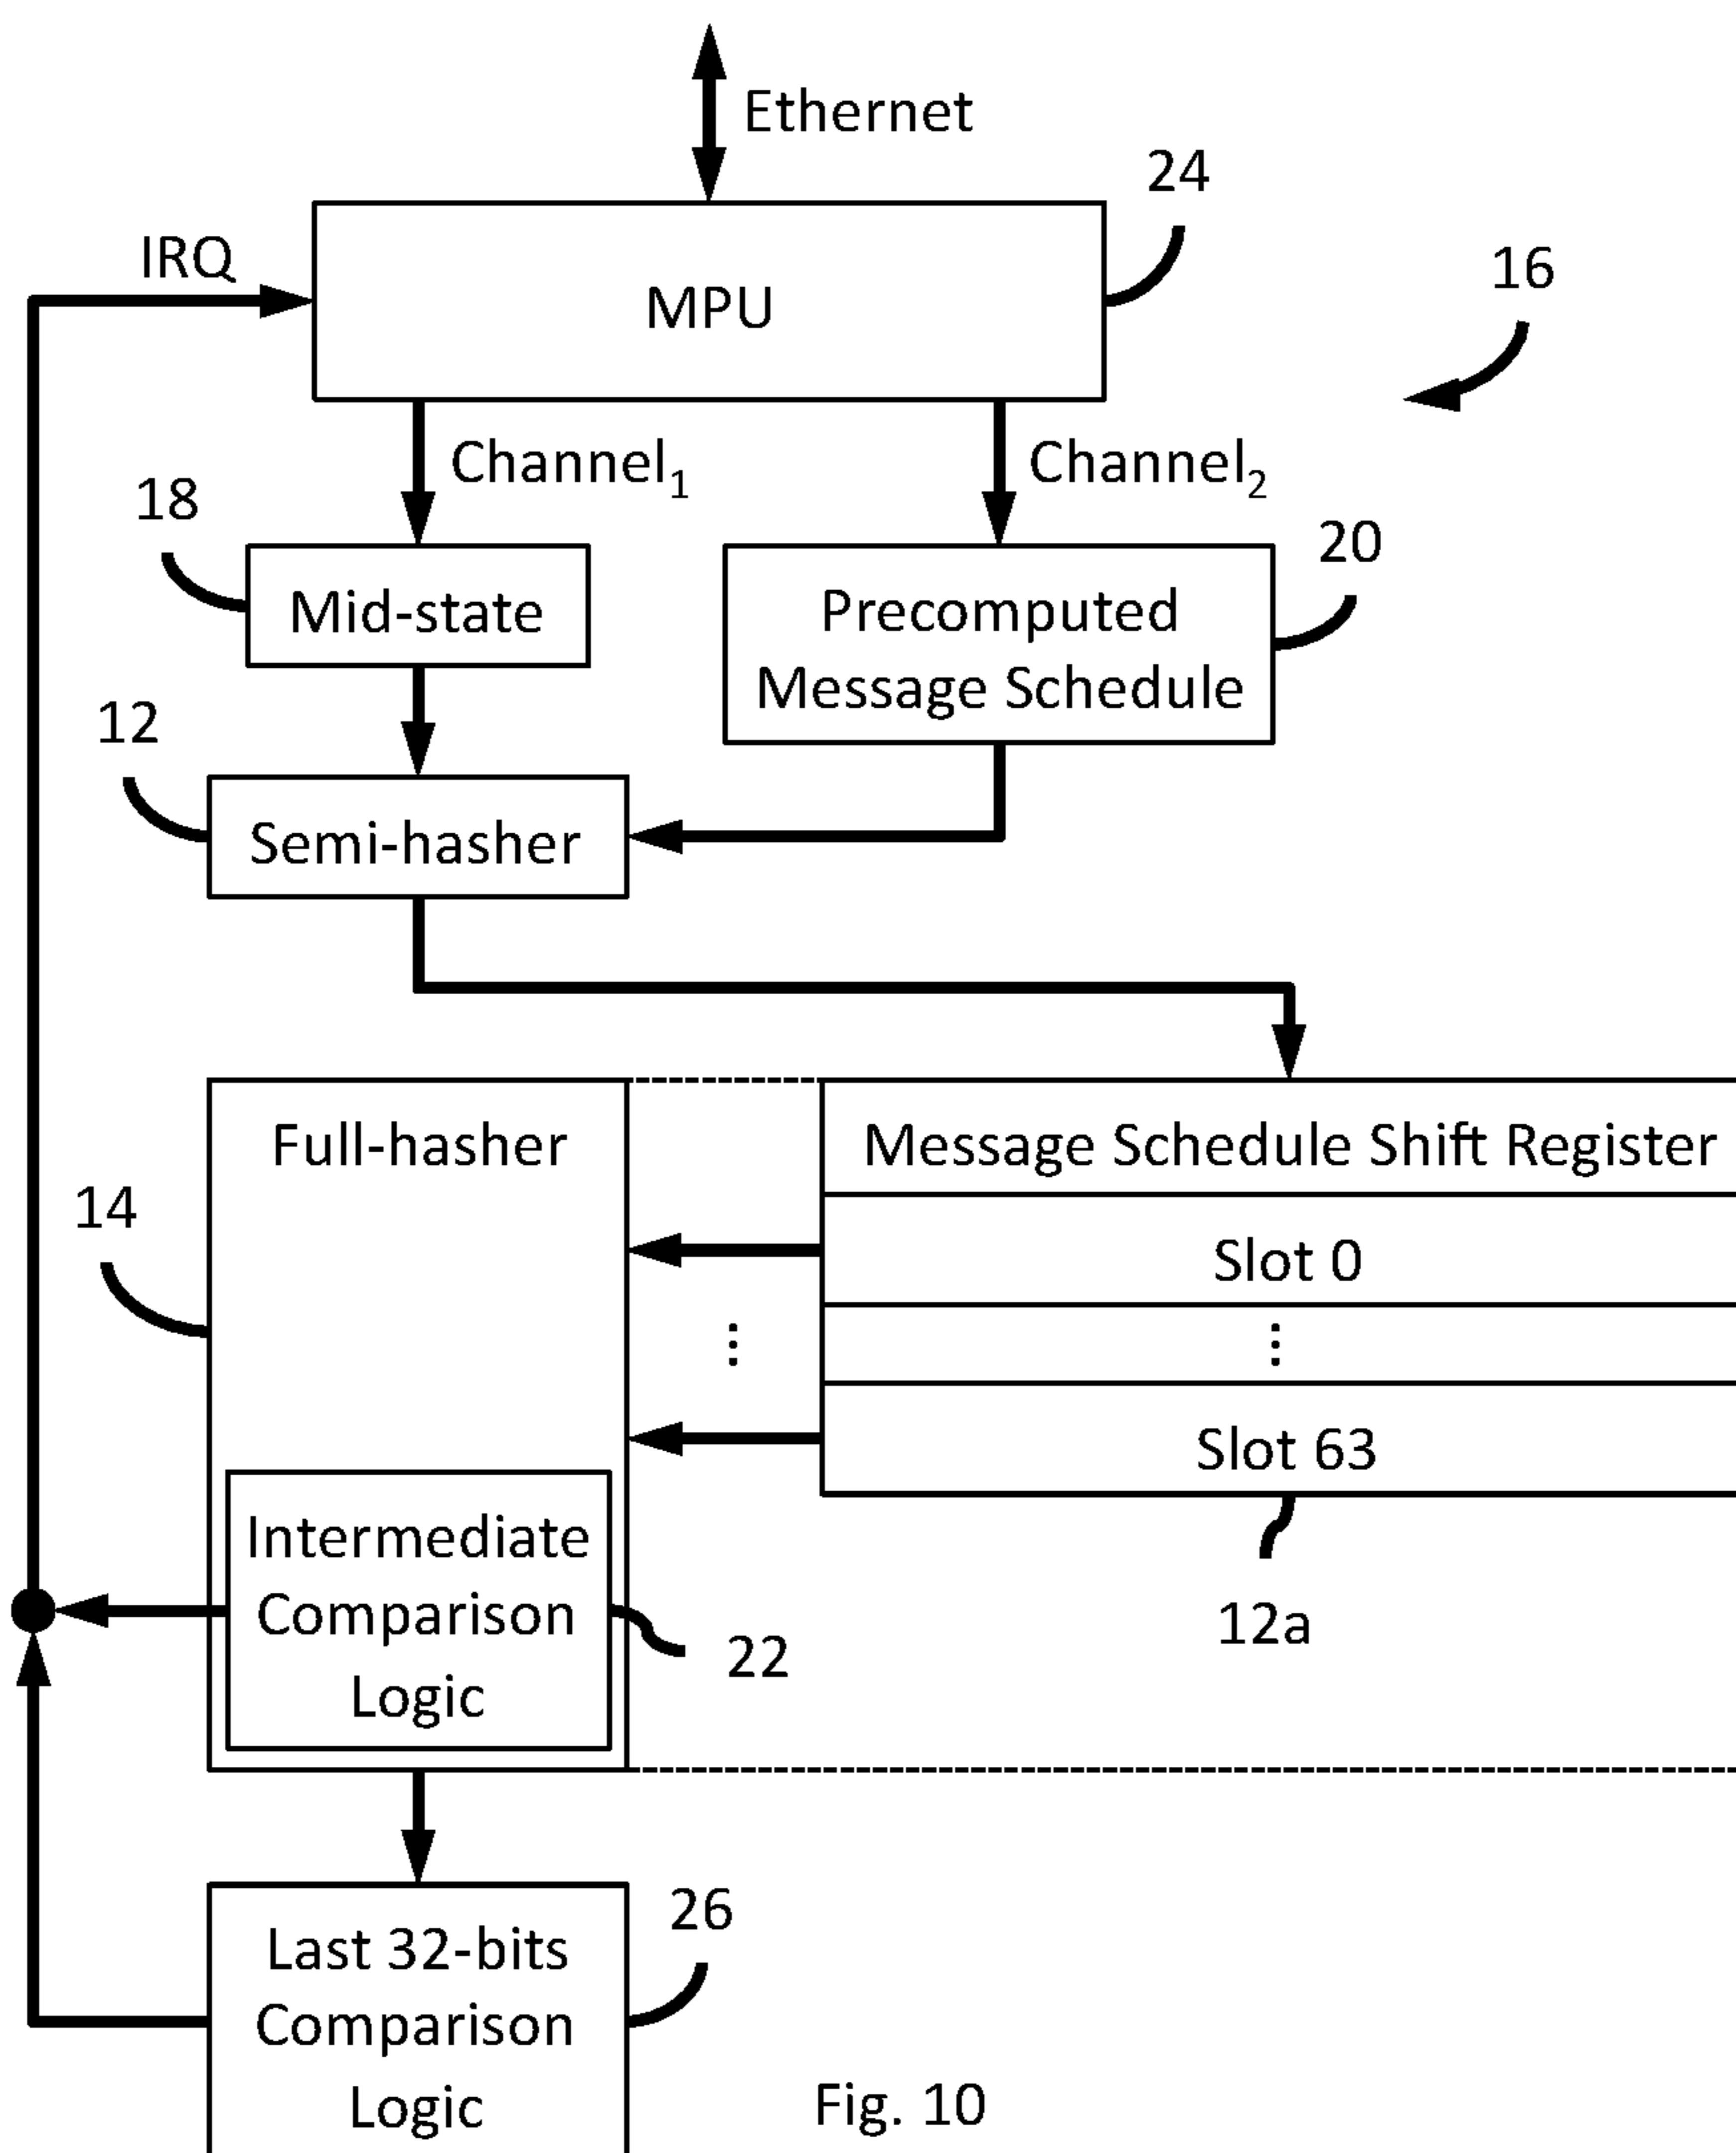 Ethernet
24
IRQ
16
MPU
Channel₁
Channel₂
18
20
Mid-state
Precomputed
Message Schedule
12
Semi-hasher
Full-hasher
Message Schedule Shift Register
14
Slot 0
⋮
⋮
Slot 63
Intermediate
Comparison
Logic
22
12a
26
Last 32-bits
Comparison
Logic
Fig. 10